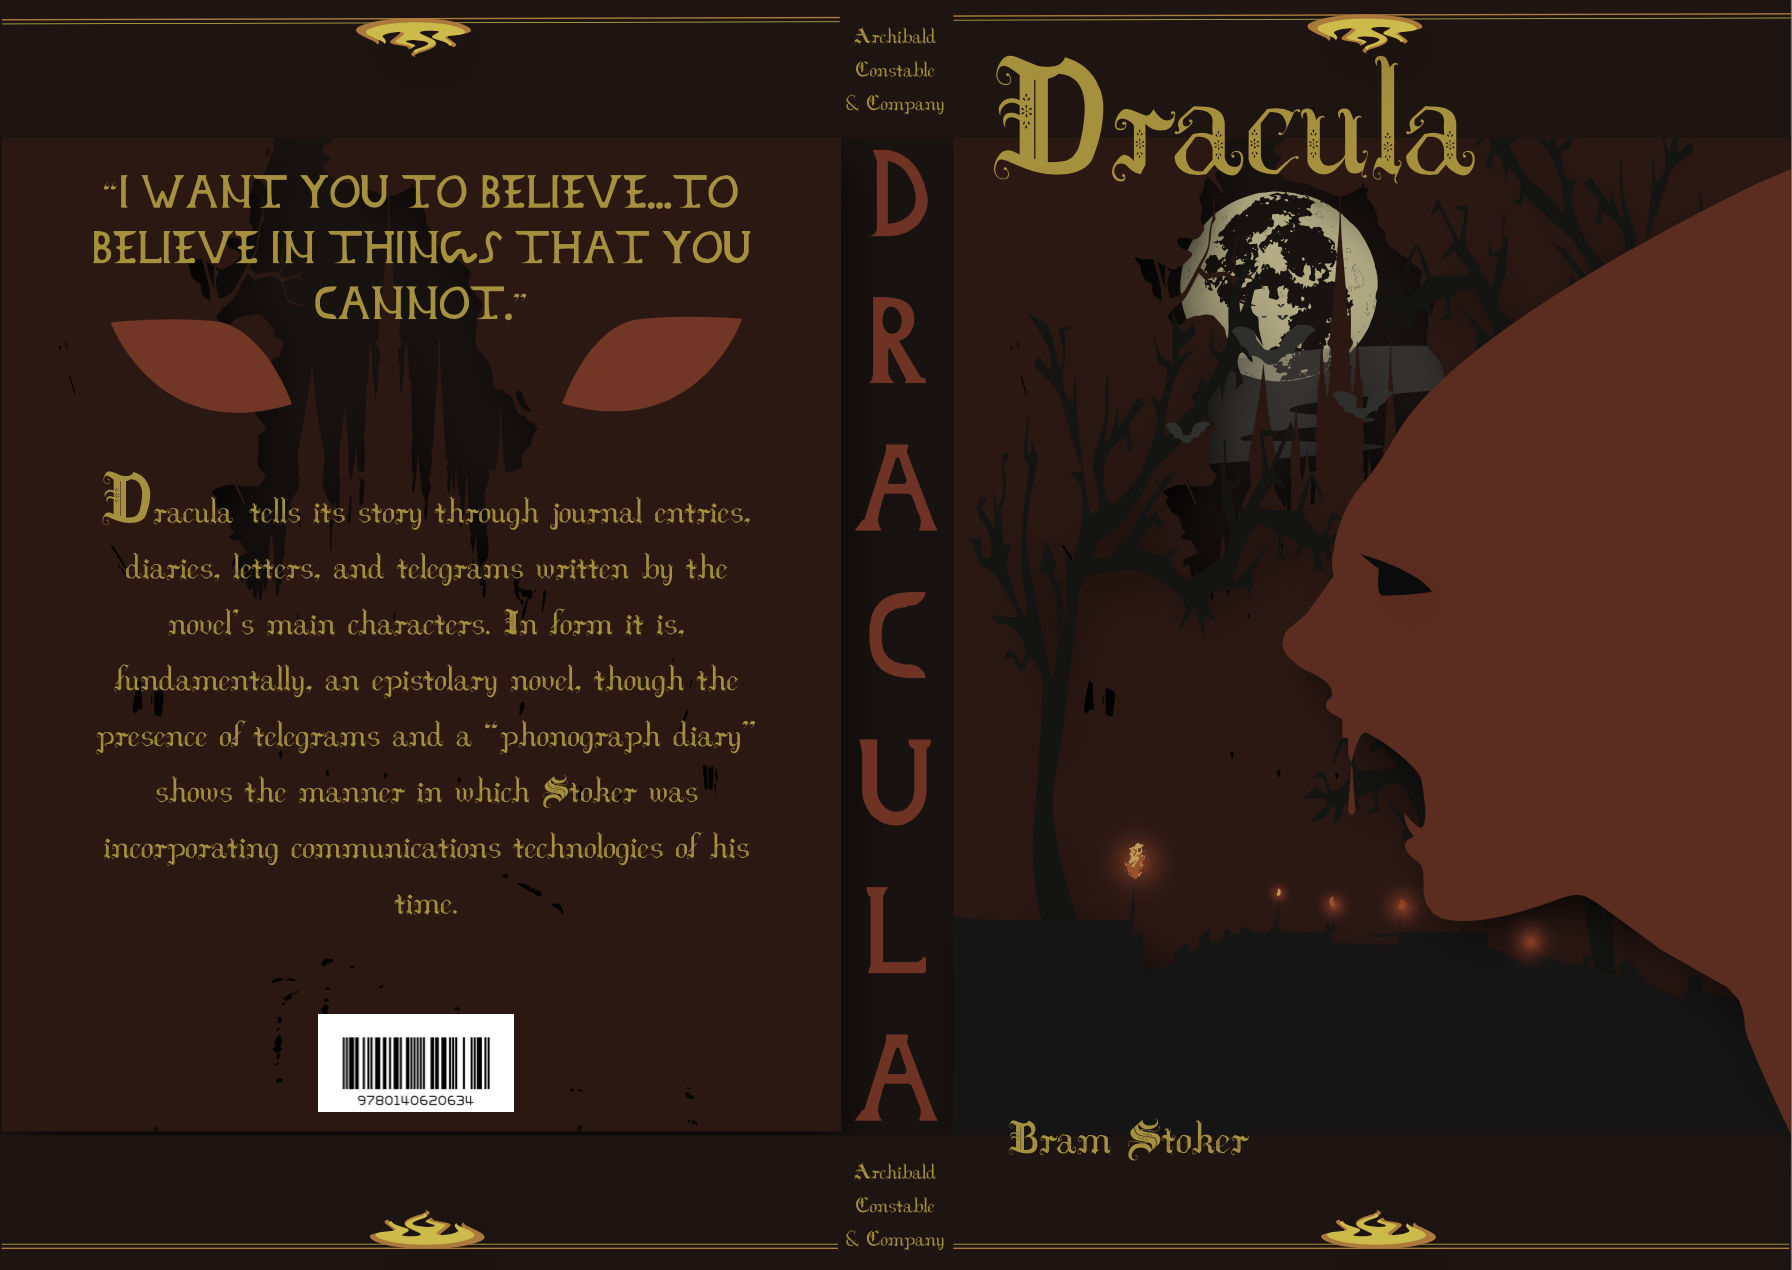 “I WANT YOU TO BELIEVE...TO
BELIEVE IN THINGS THAT YOU
CANNOT.”
Dracula tells its story through journal entries,
diaries, letters, and telegrams written by the
novel's main characters. In form it is,
fundamentally, an epistolary novel, though the
presence of telegrams and a “phonograph diary”
shows the manner in which Stoker was
incorporating communications technologies of his
time.
9780140620634
Archibald
Constable
& Company
DRACULA
Archibald
Constable
& Company
Dracula
Bram Stoker